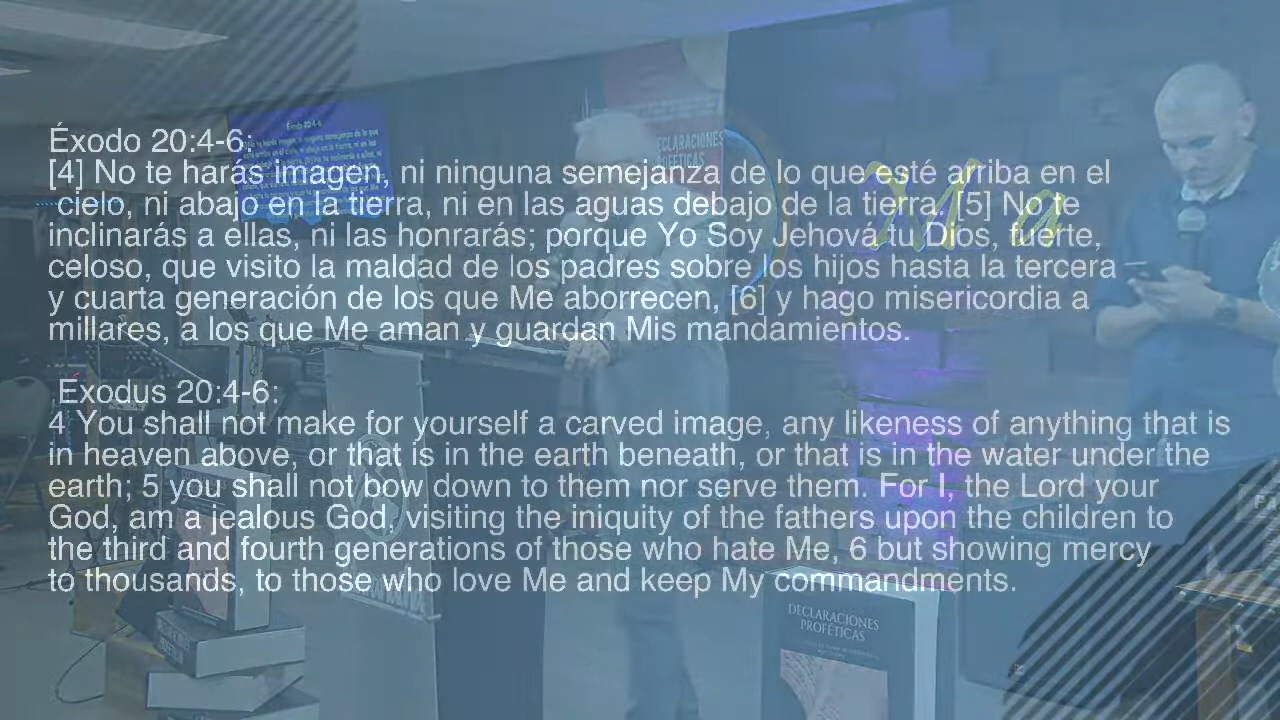 Éxodo 20:4-6:
[4] No te harás imagen, ni ninguna semejanza de lo que esté arriba en el
cielo, ni abajo en la tierra, ni en las aguas debajo de la tierra. [5] No te
inclinarás a ellas, ni las honrarás; porque Yo Soy Jehová tu Dios, fuerte,
celoso, que visito la maldad de los padres sobre los hijos hasta la tercera
y cuarta generación de los que Me aborrecen, [6] y hago misericordia a
millares, a los que Me aman y guardan Mis mandamientos.
Exodus 20:4-6:
4 You shall not make for yourself a carved image, any likeness of anything that is
in heaven above, or that is in the earth beneath, or that is in the water under the
earth; 5 you shall not bow down to them nor serve them. For I, the Lord your
God, am a jealous God, visiting the iniquity of the fathers upon the children to
the third and fourth generations of those who hate Me, 6 but showing mercy
to thousands, to those who love Me and keep My commandments.
Éxodo 20:4-6
DECLARACIONES
PROFÉTICAS
M a
DECLARACIONES
PROFÉTICAS